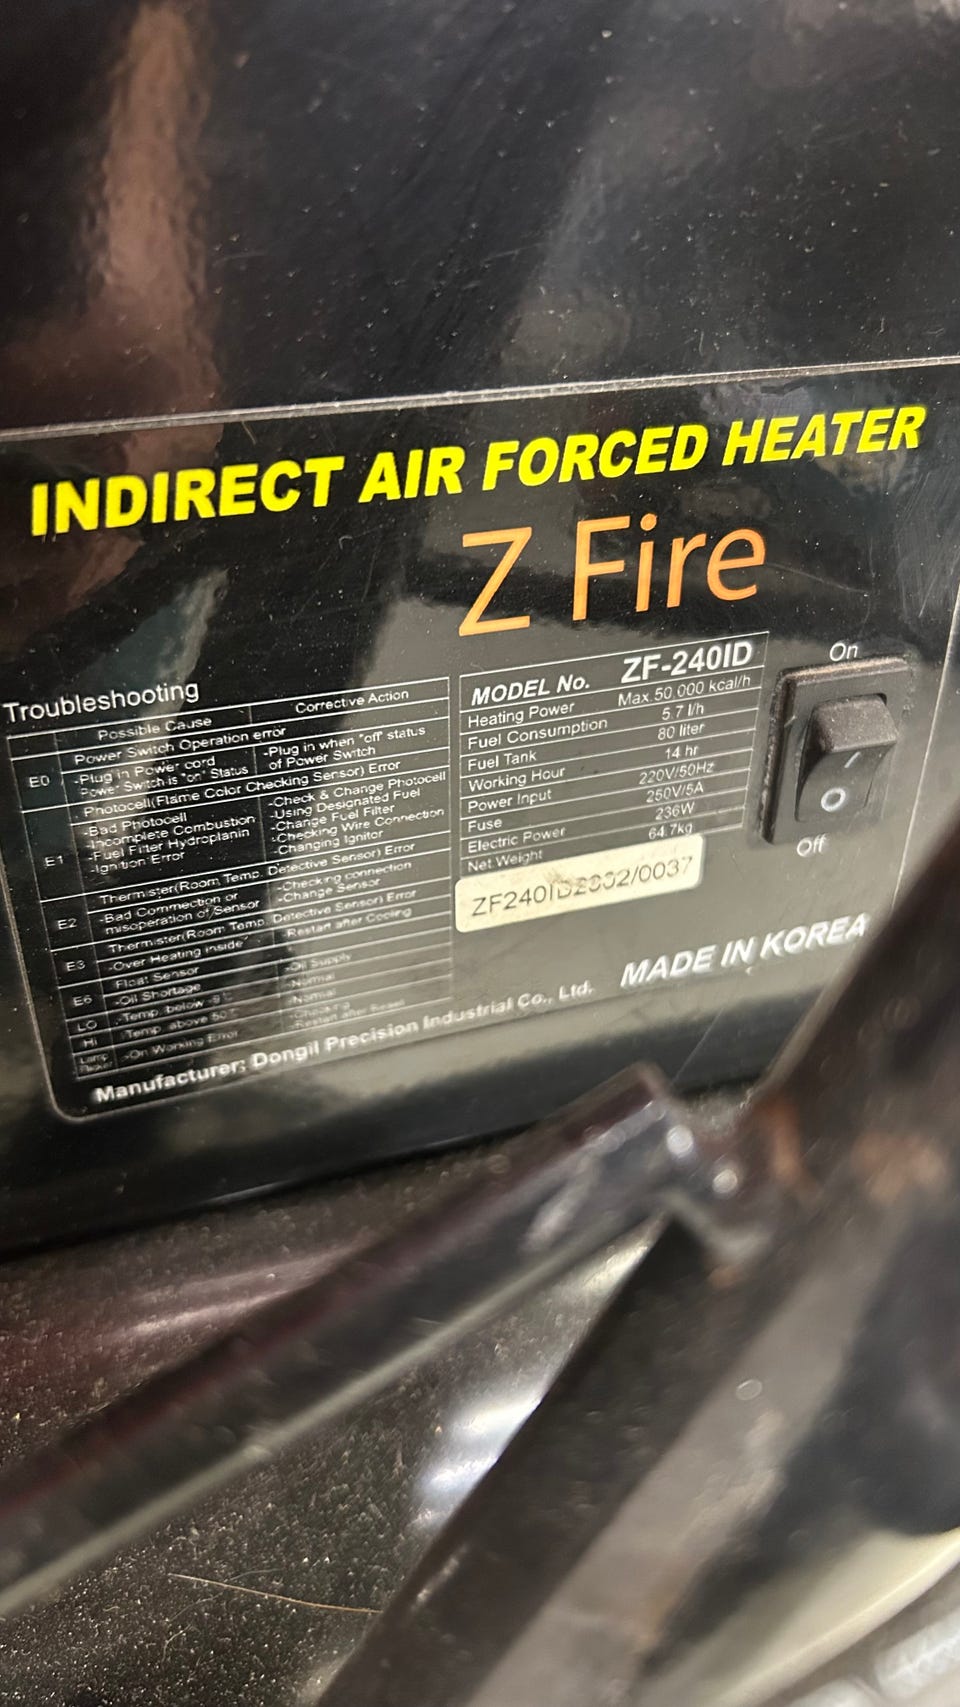 INDIRECT AIR FORCED HEATER
Z Fire
Troubleshooting
Possible Cause Corrective Action
E0 Power Switch Operation error
-Plug in Power cord
-Power Switch is "on" Status
-Plug in when "off" status
of Power Switch
E1 Photocell(Flame Color Checking Sensor) Error
-Bad Photocell
-Incomplete Combustion
-Fuel Filter Hydroplanin
-Ignition Error
-Check & Change Photocell
-Using Designated Fuel
-Change Fuel Filter
-Checking Wire Connection
-Changing Ignitor
E2 Thermister(Room Temp. Detective Sensor) Error
-Bad Commection or
misoperation of Sensor
-Checking connection
-Change Sensor
E3 Thermister(Room Temp. Detective Sensor) Error
-Over Heating inside
-Restart after Cooling
E6 Float Sensor
-Oil Shortage
-Oil Supply
LO -Temp. below -9℃ -Normal
Hi -Temp. above 50℃ -Normal
Lamp
Flicker
-On Working Error
-Restart after Reset
MODEL No. ZF-240ID
Heating Power Max.50,000 kcal/h
Fuel Consumption 5.7 l/h
Fuel Tank 80 liter
Working Hour 14 hr
Power Input 220V/50Hz
Fuse 250V/5A
Electric Power 236W
Net Weight 64.7kg
ZF240ID2302/0037
On
Off
MADE IN KOREA
Manufacturer: Dongil Precision Industrial Co., Ltd.